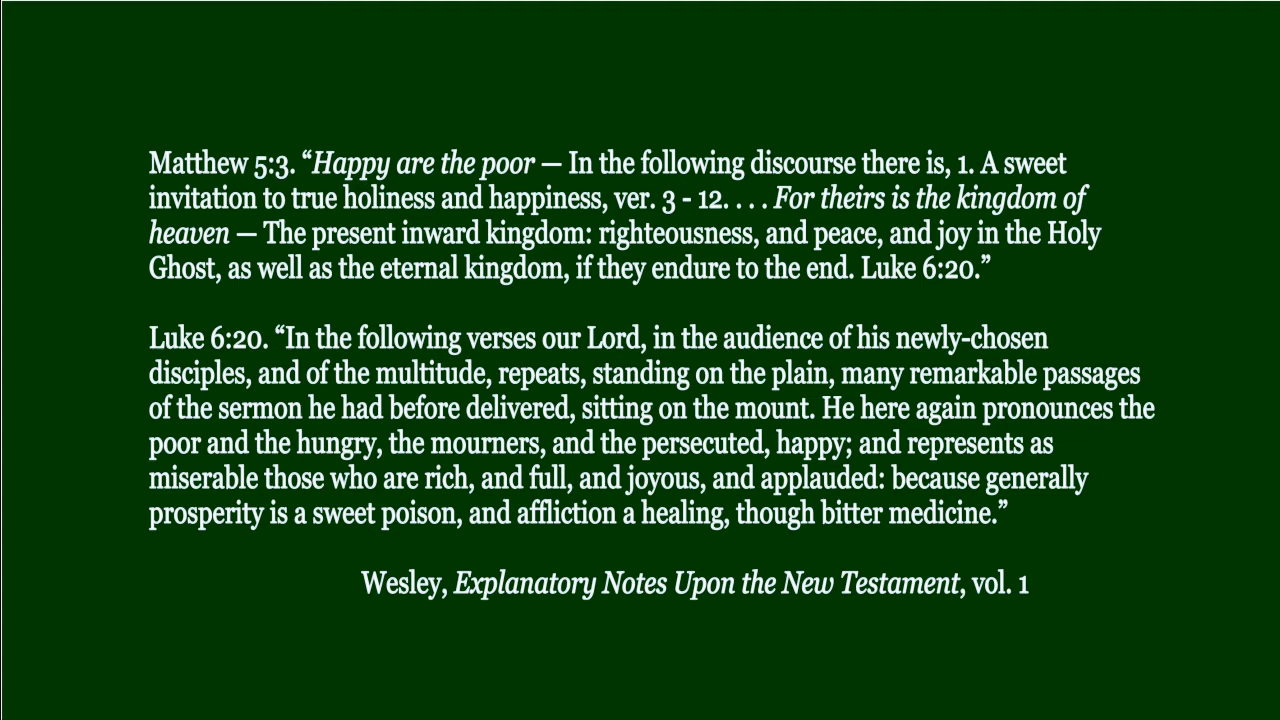 Matthew 5:3. “Happy are the poor — In the following discourse there is, 1. A sweet
invitation to true holiness and happiness, ver. 3 - 12. . . . For theirs is the kingdom of
heaven — The present inward kingdom: righteousness, and peace, and joy in the Holy
Ghost, as well as the eternal kingdom, if they endure to the end. Luke 6:20.”
Luke 6:20. “In the following verses our Lord, in the audience of his newly-chosen
disciples, and of the multitude, repeats, standing on the plain, many remarkable passages
of the sermon he had before delivered, sitting on the mount. He here again pronounces the
poor and the hungry, the mourners, and the persecuted, happy; and represents as
miserable those who are rich, and full, and joyous, and applauded: because generally
prosperity is a sweet poison, and affliction a healing, though bitter medicine.”
Wesley, Explanatory Notes Upon the New Testament, vol. 1